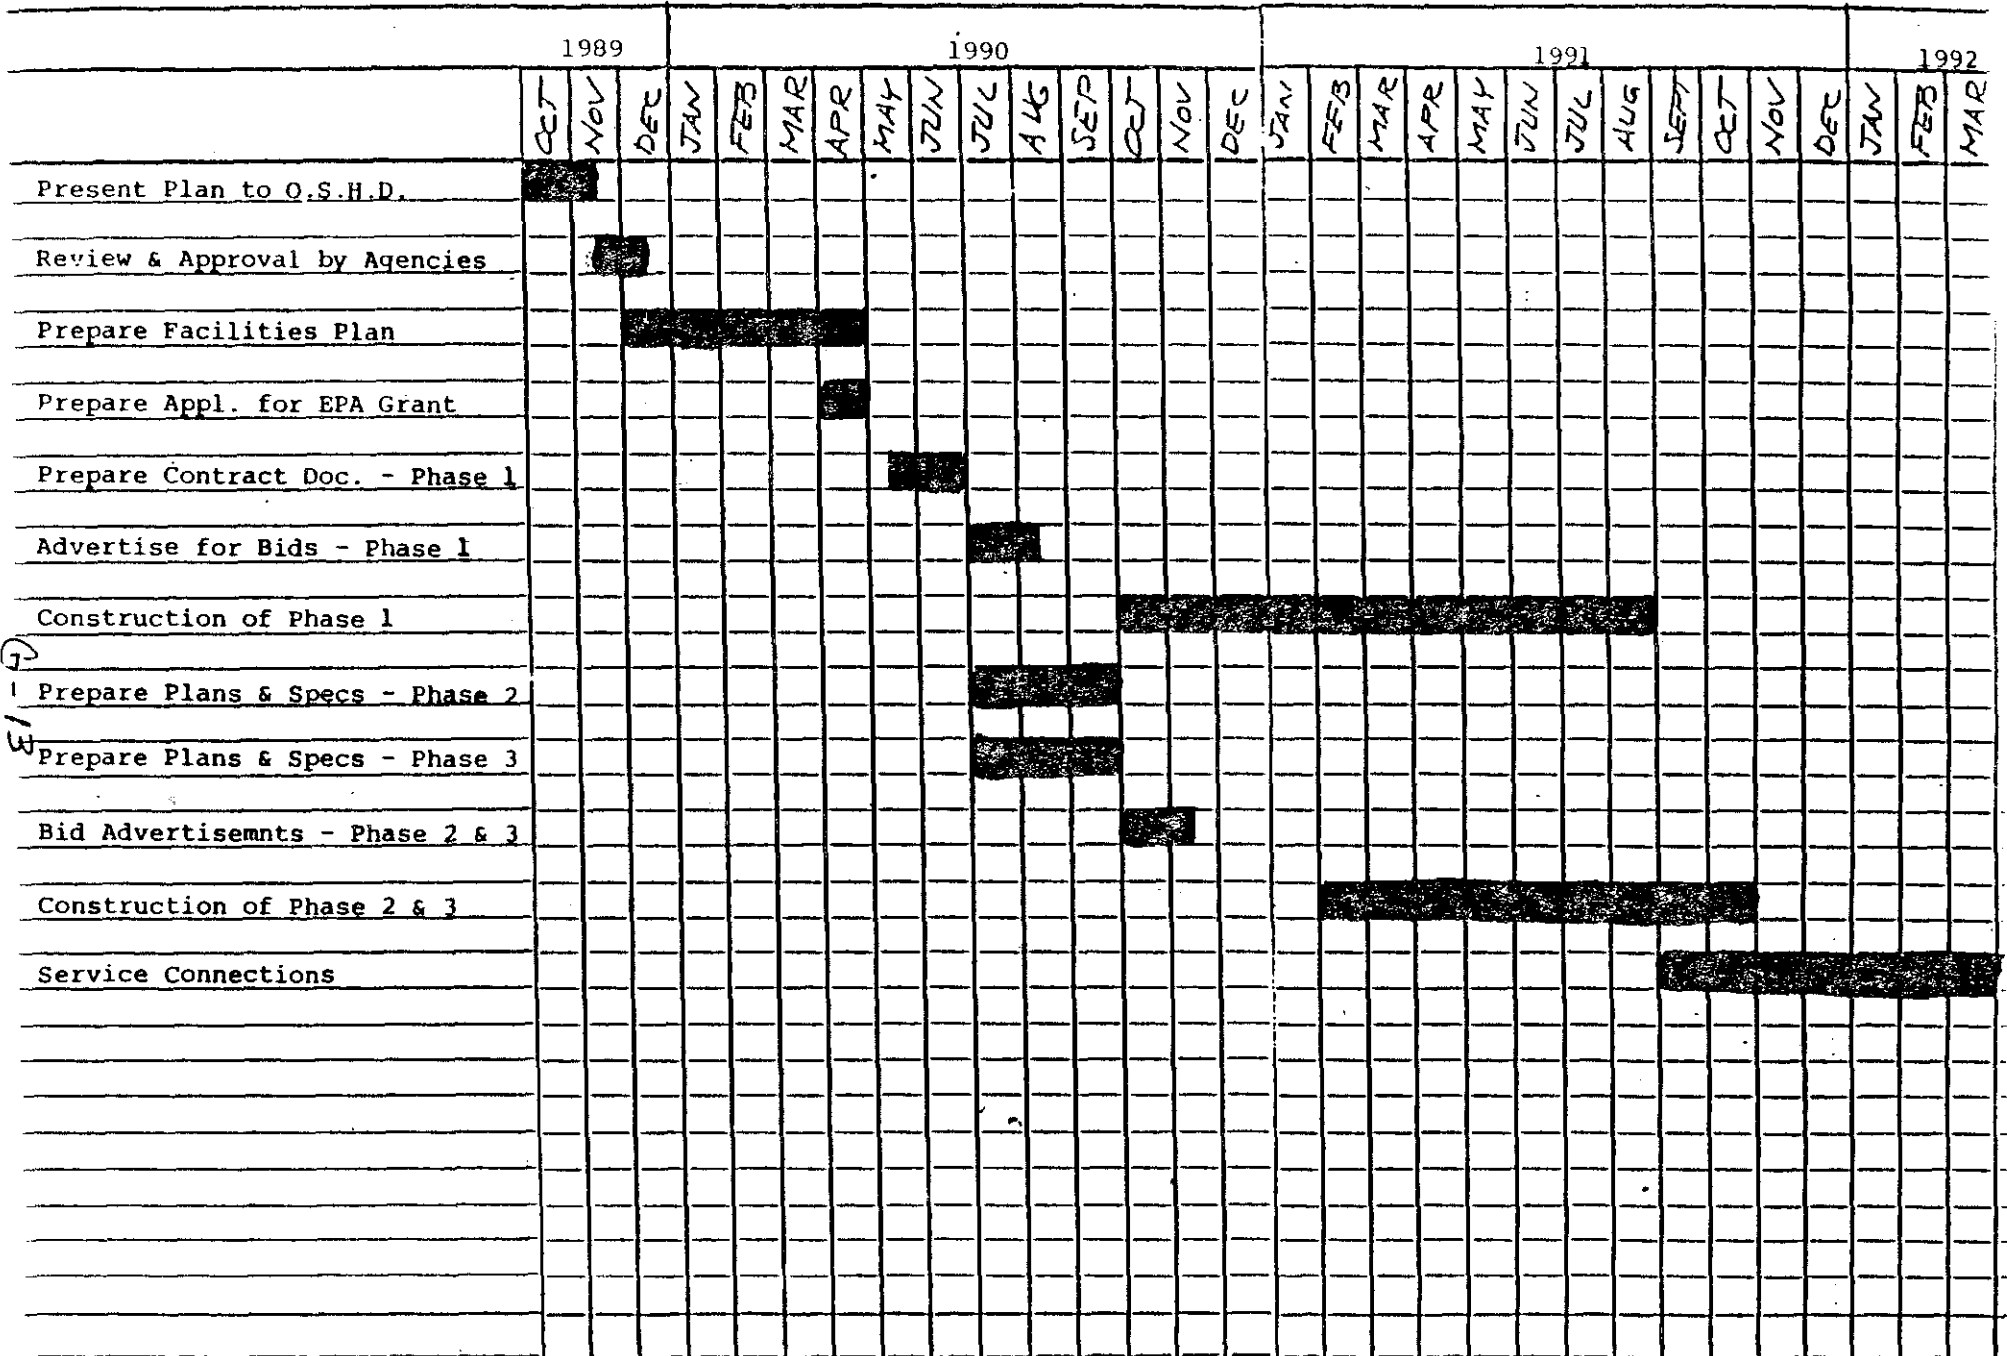 1989 1990 1991 1992
OCT NOV DEC JAN FEB MAR APR MAY JUN JUL AUG SEP OCT NOV DEC JAN FEB MAR APR MAY JUN JUL AUG SEPT OCT NOV DEC JAN FEB MAR
Present Plan to O.S.H.D.
Review & Approval by Agencies
Prepare Facilities Plan
Prepare Appl. for EPA Grant
Prepare Contract Doc. - Phase 1
Advertise for Bids - Phase 1
Construction of Phase 1
Prepare Plans & Specs - Phase 2
Prepare Plans & Specs - Phase 3
Bid Advertisemnts - Phase 2 & 3
Construction of Phase 2 & 3
Service Connections
G-13